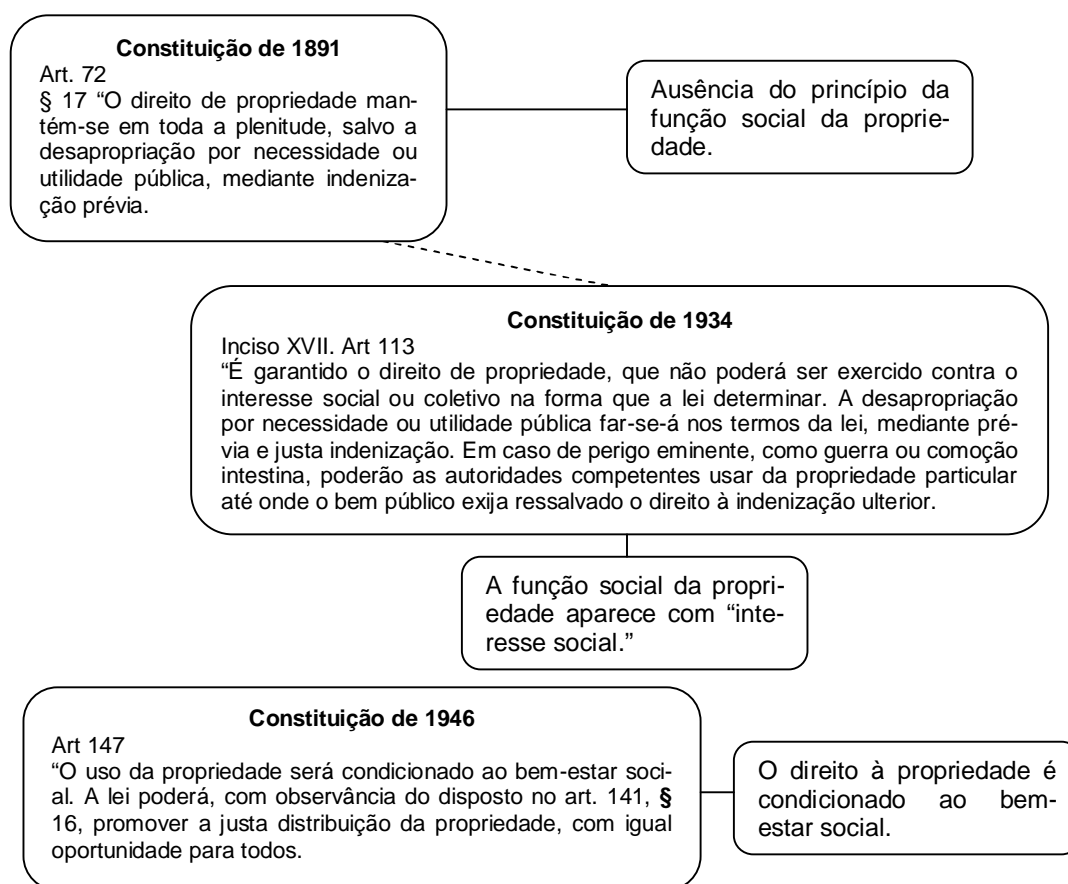 Constituição de 1891
Art. 72
§ 17 “O direito de propriedade man-
tém-se em toda a plenitude, salvo a
desapropriação por necessidade ou
utilidade pública, mediante indeniza-
ção prévia.
Ausência do princípio da
função social da proprie-
dade.
Constituição de 1934
Inciso XVII. Art 113
“É garantido o direito de propriedade, que não poderá ser exercido contra o
interesse social ou coletivo na forma que a lei determinar. A desapropriação
por necessidade ou utilidade pública far-se-á nos termos da lei, mediante pré-
via e justa indenização. Em caso de perigo eminente, como guerra ou comoção
intestina, poderão as autoridades competentes usar da propriedade particular
até onde o bem público exija ressalvado o direito à indenização ulterior.
A função social da propri-
edade aparece com “inte-
resse social.”
Constituição de 1946
Art 147
“O uso da propriedade será condicionado ao bem-estar soci-
al. A lei poderá, com observância do disposto no art. 141, §
16, promover a justa distribuição da propriedade, com igual
oportunidade para todos.
O direito à propriedade é
condicionado ao bem-
estar social.